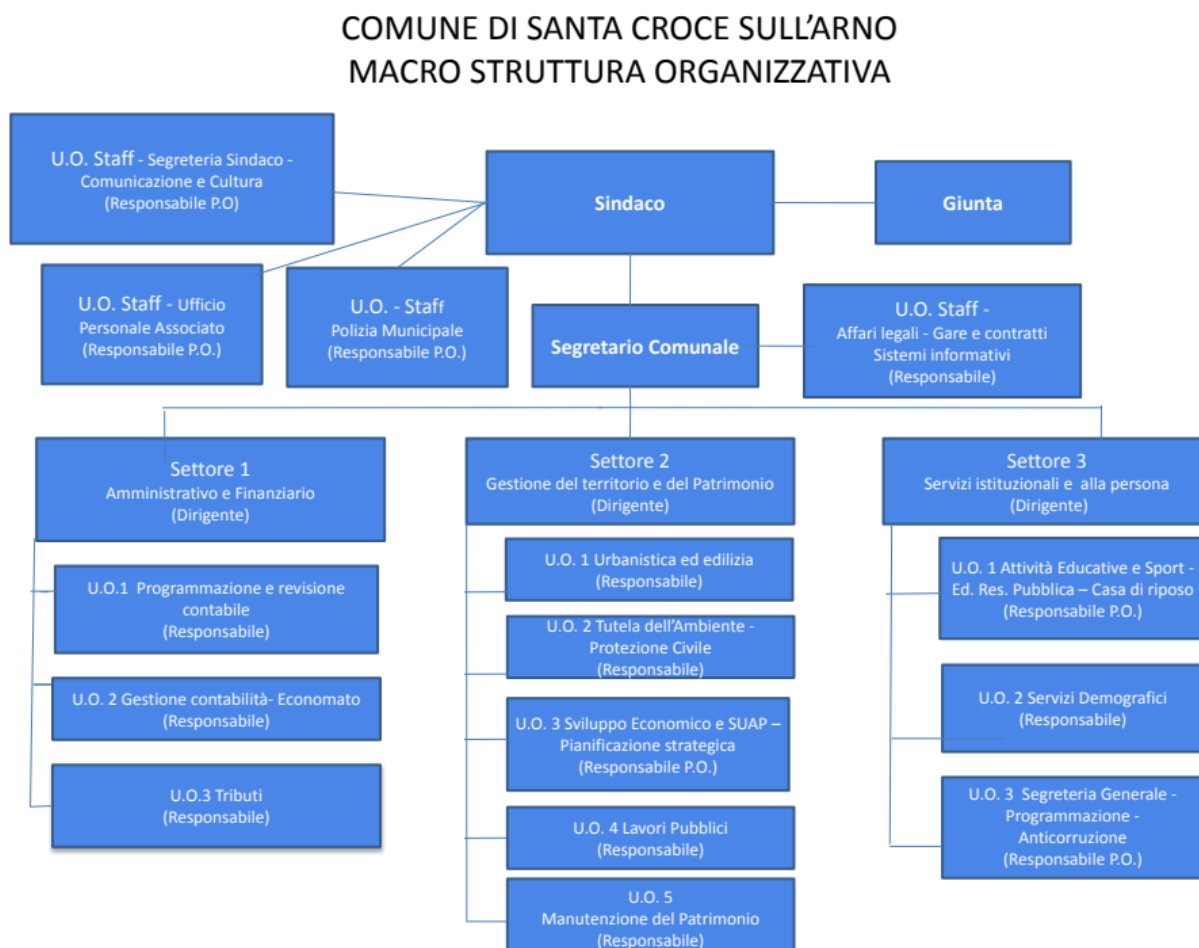 COMUNE DI SANTA CROCE SULL'ARNO
MACRO STRUTTURA ORGANIZZATIVA
U.O. Staff - Segreteria Sindaco -
Comunicazione e Cultura
(Responsabile P.O)
Sindaco
Giunta
U.O. Staff - Ufficio
Personale Associato
(Responsabile P.O.)
U.O. - Staff
Polizia Municipale
(Responsabile P.O.)
Segretario Comunale
U.O. Staff -
Affari legali - Gare e contratti
Sistemi informativi
(Responsabile)
Settore 1
Amministrativo e Finanziario
(Dirigente)
U.O.1 Programmazione e revisione
contabile
(Responsabile)
U.O. 2 Gestione contabilità- Economato
(Responsabile)
U.O.3 Tributi
(Responsabile)
Settore 2
Gestione del territorio e del Patrimonio
(Dirigente)
U.O. 1 Urbanistica ed edilizia
(Responsabile)
U.O. 2 Tutela dell'Ambiente -
Protezione Civile
(Responsabile)
U.O. 3 Sviluppo Economico e SUAP –
Pianificazione strategica
(Responsabile P.O.)
U.O. 4 Lavori Pubblici
(Responsabile)
U.O. 5
Manutenzione del Patrimonio
(Responsabile)
Settore 3
Servizi istituzionali e alla persona
(Dirigente)
U.O. 1 Attività Educative e Sport -
Ed. Res. Pubblica – Casa di riposo
(Responsabile P.O.)
U.O. 2 Servizi Demografici
(Responsabile)
U.O. 3 Segreteria Generale -
Programmazione -
Anticorruzione
(Responsabile P.O.)